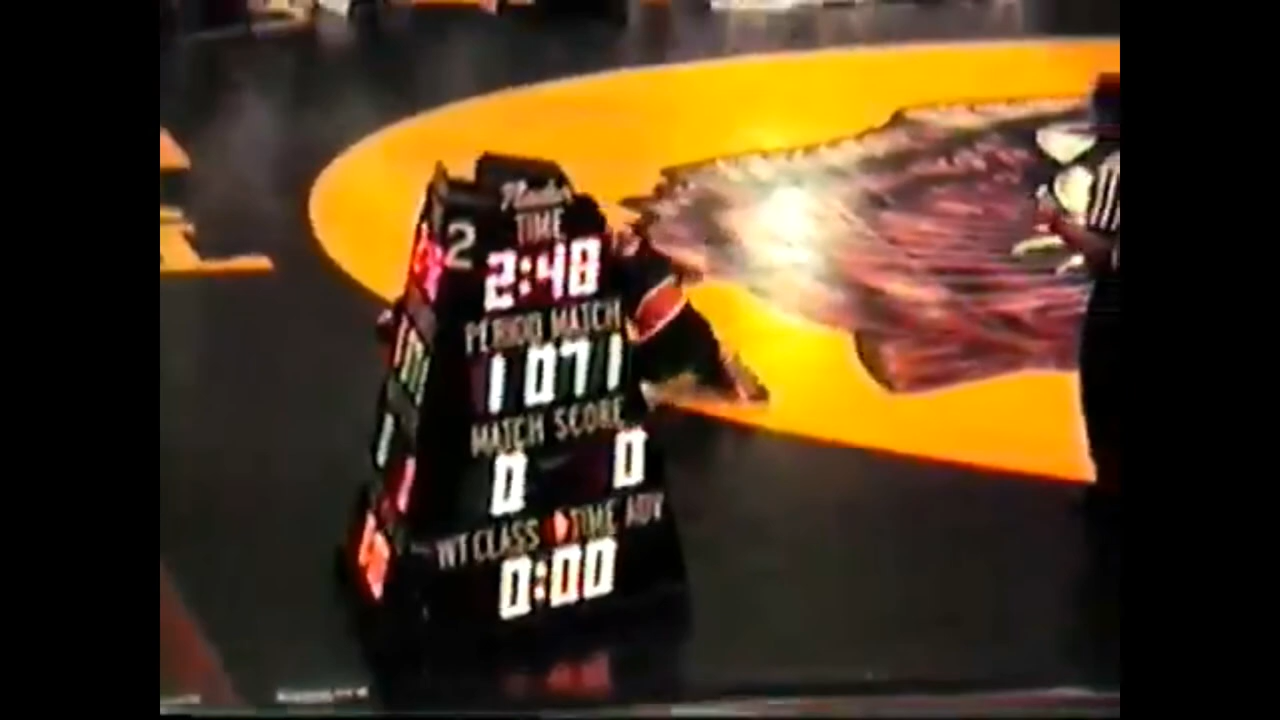 2
TIME
2:48
PERIOD MATCH
1 071
MATCH SCORE
0 0
WT CLASS TIME ADV
0:00